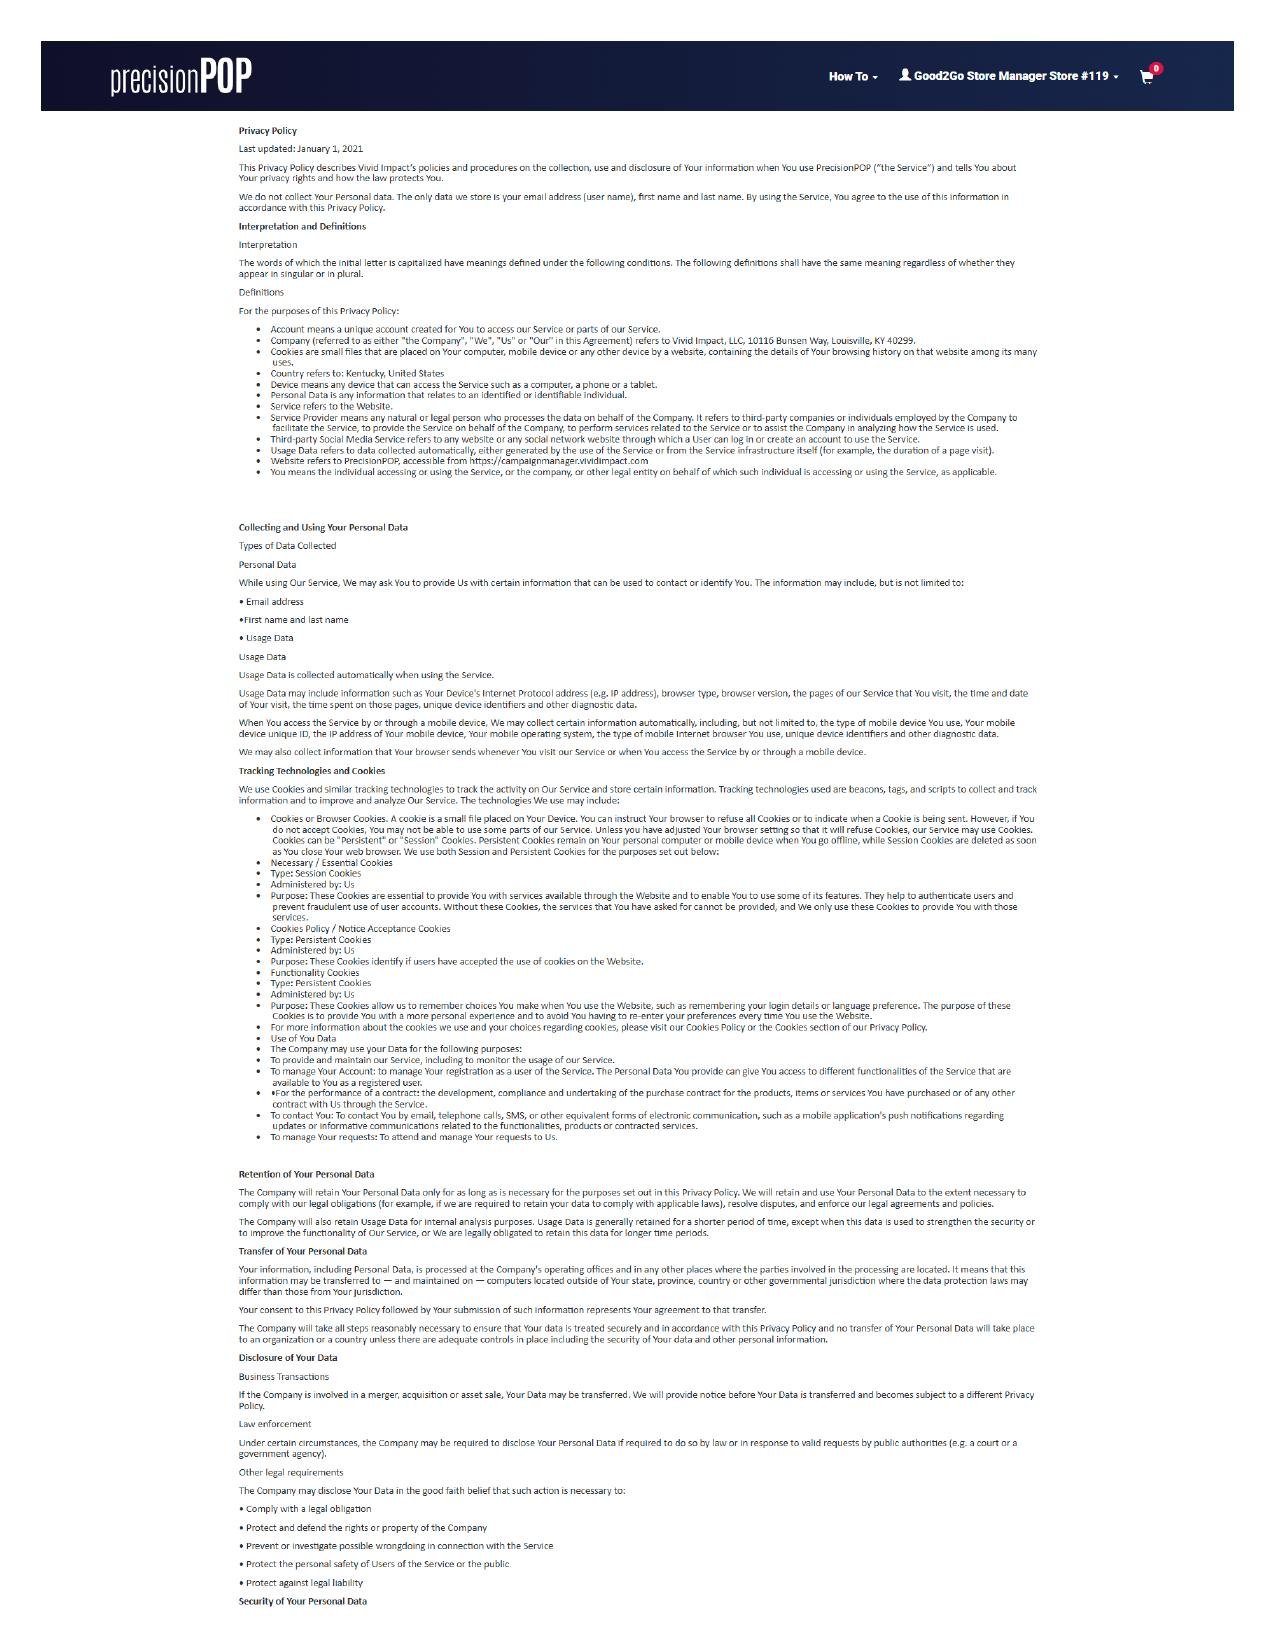 precisionPOP
How To
Good2Go Store Manager Store #119
0
Privacy Policy
Last updated: January 1, 2021
This Privacy Policy describes Vivid Impact's policies and procedures on the collection, use and disclosure of Your information when You use PrecisionPOP ("the Service") and tells You about
Your privacy rights and how the law protects You.
We do not collect Your Personal data. The only data we store is your email address (user name), first name and last name. By using the Service, You agree to the use of this information in
accordance with this Privacy Policy.
Interpretation and Definitions
Interpretation
The words of which the initial letter is capitalized have meanings defined under the following conditions. The following definitions shall have the same meaning regardless of whether they
appear in singular or in plural.
Definitions
For the purposes of this Privacy Policy:
• Account means a unique account created for You to access our Service or parts of our Service.
• Company (referred to as either "the Company", "We", "Us" or "Our" in this Agreement) refers to Vivid Impact, LLC, 10116 Bunsen Way, Louisville, KY 40299.
• Cookies are small files that are placed on Your computer, mobile device or any other device by a website, containing the details of Your browsing history on that website among its many
uses.
• Country refers to: Kentucky, United States
• Device means any device that can access the Service such as a computer, a phone or a tablet.
• Personal Data is any information that relates to an identified or identifiable individual.
• Service refers to the Website.
• Service Provider means any natural or legal person who processes the data on behalf of the Company. It refers to third-party companies or individuals employed by the Company to
facilitate the Service, to provide the Service on behalf of the Company, to perform services related to the Service or to assist the Company in analyzing how the Service is used.
• Third-party Social Media Service refers to any website or any social network website through which a User can log in or create an account to use the Service.
• Usage Data refers to data collected automatically, either generated by the use of the Service or from the Service infrastructure itself (for example, the duration of a page visit).
• Website refers to PrecisionPOP, accessible from https://campaignmanager.vividimpact.com
• You means the individual accessing or using the Service, or the company, or other legal entity on behalf of which such individual is accessing or using the Service, as applicable.
Collecting and Using Your Personal Data
Types of Data Collected
Personal Data
While using Our Service, We may ask You to provide Us with certain information that can be used to contact or identify You. The information may include, but is not limited to:
• Email address
•First name and last name
• Usage Data
Usage Data
Usage Data is collected automatically when using the Service.
Usage Data may include information such as Your Device's Internet Protocol address (e.g. IP address), browser type, browser version, the pages of our Service that You visit, the time and date
of Your visit, the time spent on those pages, unique device identifiers and other diagnostic data.
When You access the Service by or through a mobile device, We may collect certain information automatically, including, but not limited to, the type of mobile device You use, Your mobile
device unique ID, the IP address of Your mobile device, Your mobile operating system, the type of mobile Internet browser You use, unique device identifiers and other diagnostic data.
We may also collect information that Your browser sends whenever You visit our Service or when You access the Service by or through a mobile device.
Tracking Technologies and Cookies
We use Cookies and similar tracking technologies to track the activity on Our Service and store certain information. Tracking technologies used are beacons, tags, and scripts to collect and track
information and to improve and analyze Our Service. The technologies We use may include:
• Cookies or Browser Cookies. A cookie is a small file placed on Your Device. You can instruct Your browser to refuse all Cookies or to indicate when a Cookie is being sent. However, if You
do not accept Cookies, You may not be able to use some parts of our Service. Unless you have adjusted Your browser setting so that it will refuse Cookies, our Service may use Cookies.
Cookies can be "Persistent" or "Session" Cookies. Persistent Cookies remain on Your personal computer or mobile device when You go offline, while Session Cookies are deleted as soon
as You close Your web browser. We use both Session and Persistent Cookies for the purposes set out below:
• Necessary / Essential Cookies
• Type: Session Cookies
• Administered by: Us
• Purpose: These Cookies are essential to provide You with services available through the Website and to enable You to use some of its features. They help to authenticate users and
prevent fraudulent use of user accounts. Without these Cookies, the services that You have asked for cannot be provided, and We only use these Cookies to provide You with those
services.
• Cookies Policy / Notice Acceptance Cookies
• Type: Persistent Cookies
• Administered by: Us
• Purpose: These Cookies identify if users have accepted the use of cookies on the Website.
• Functionality Cookies
• Type: Persistent Cookies
• Administered by: Us
• Purpose: These Cookies allow us to remember choices You make when You use the Website, such as remembering your login details or language preference. The purpose of these
Cookies is to provide You with a more personal experience and to avoid You having to re-enter your preferences every time You use the Website.
• For more information about the cookies we use and your choices regarding cookies, please visit our Cookies Policy or the Cookies section of our Privacy Policy.
• Use of You Data
• The Company may use your Data for the following purposes:
• To provide and maintain our Service, including to monitor the usage of our Service.
• To manage Your Account: to manage Your registration as a user of the Service. The Personal Data You provide can give You access to different functionalities of the Service that are
available to You as a registered user.
• •For the performance of a contract: the development, compliance and undertaking of the purchase contract for the products, items or services You have purchased or of any other
contract with Us through the Service.
• To contact You: To contact You by email, telephone calls, SMS, or other equivalent forms of electronic communication, such as a mobile application's push notifications regarding
updates or informative communications related to the functionalities, products or contracted services.
• To manage Your requests: To attend and manage Your requests to Us.
Retention of Your Personal Data
The Company will retain Your Personal Data only for as long as is necessary for the purposes set out in this Privacy Policy. We will retain and use Your Personal Data to the extent necessary to
comply with our legal obligations (for example, if we are required to retain your data to comply with applicable laws), resolve disputes, and enforce our legal agreements and policies.
The Company will also retain Usage Data for internal analysis purposes. Usage Data is generally retained for a shorter period of time, except when this data is used to strengthen the security or
to improve the functionality of Our Service, or We are legally obligated to retain this data for longer time periods.
Transfer of Your Personal Data
Your information, including Personal Data, is processed at the Company's operating offices and in any other places where the parties involved in the processing are located. It means that this
information may be transferred to — and maintained on — computers located outside of Your state, province, country or other governmental jurisdiction where the data protection laws may
differ than those from Your jurisdiction.
Your consent to this Privacy Policy followed by Your submission of such information represents Your agreement to that transfer.
The Company will take all steps reasonably necessary to ensure that Your data is treated securely and in accordance with this Privacy Policy and no transfer of Your Personal Data will take place
to an organization or a country unless there are adequate controls in place including the security of Your data and other personal information.
Disclosure of Your Data
Business Transactions
If the Company is involved in a merger, acquisition or asset sale, Your Data may be transferred. We will provide notice before Your Data is transferred and becomes subject to a different Privacy
Policy.
Law enforcement
Under certain circumstances, the Company may be required to disclose Your Personal Data if required to do so by law or in response to valid requests by public authorities (e.g. a court or a
government agency).
Other legal requirements
The Company may disclose Your Data in the good faith belief that such action is necessary to:
• Comply with a legal obligation
• Protect and defend the rights or property of the Company
• Prevent or investigate possible wrongdoing in connection with the Service
• Protect the personal safety of Users of the Service or the public
• Protect against legal liability
Security of Your Personal Data